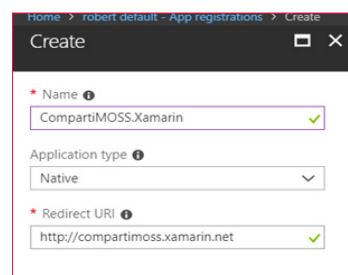 Home > robert default - App registrations > Create
Create
* Name
CompartiMOSS.Xamarin
Application type
Native
* Redirect URI
http://compartimoss.xamarin.net